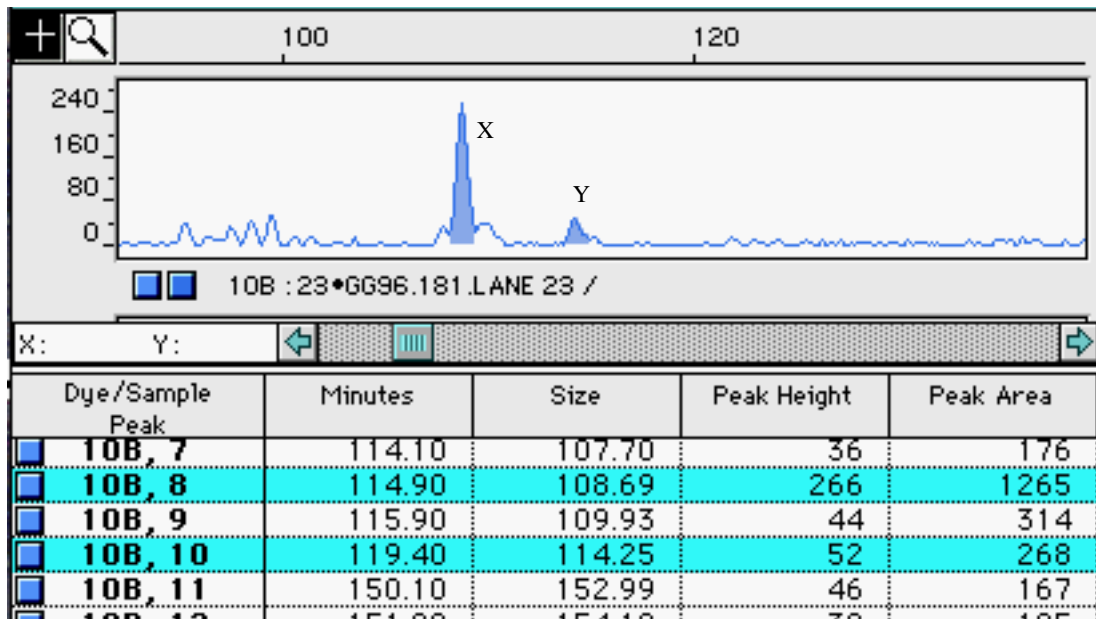 100 120
240
160
80
0
X
Y
10B : 23•GG96.181.LANE 23 /
X: Y:
Dye/Sample Peak Minutes Size Peak Height Peak Area
10B, 7 114.10 107.70 36 176
10B, 8 114.90 108.69 266 1265
10B, 9 115.90 109.93 44 314
10B, 10 119.40 114.25 52 268
10B, 11 150.10 152.99 46 167